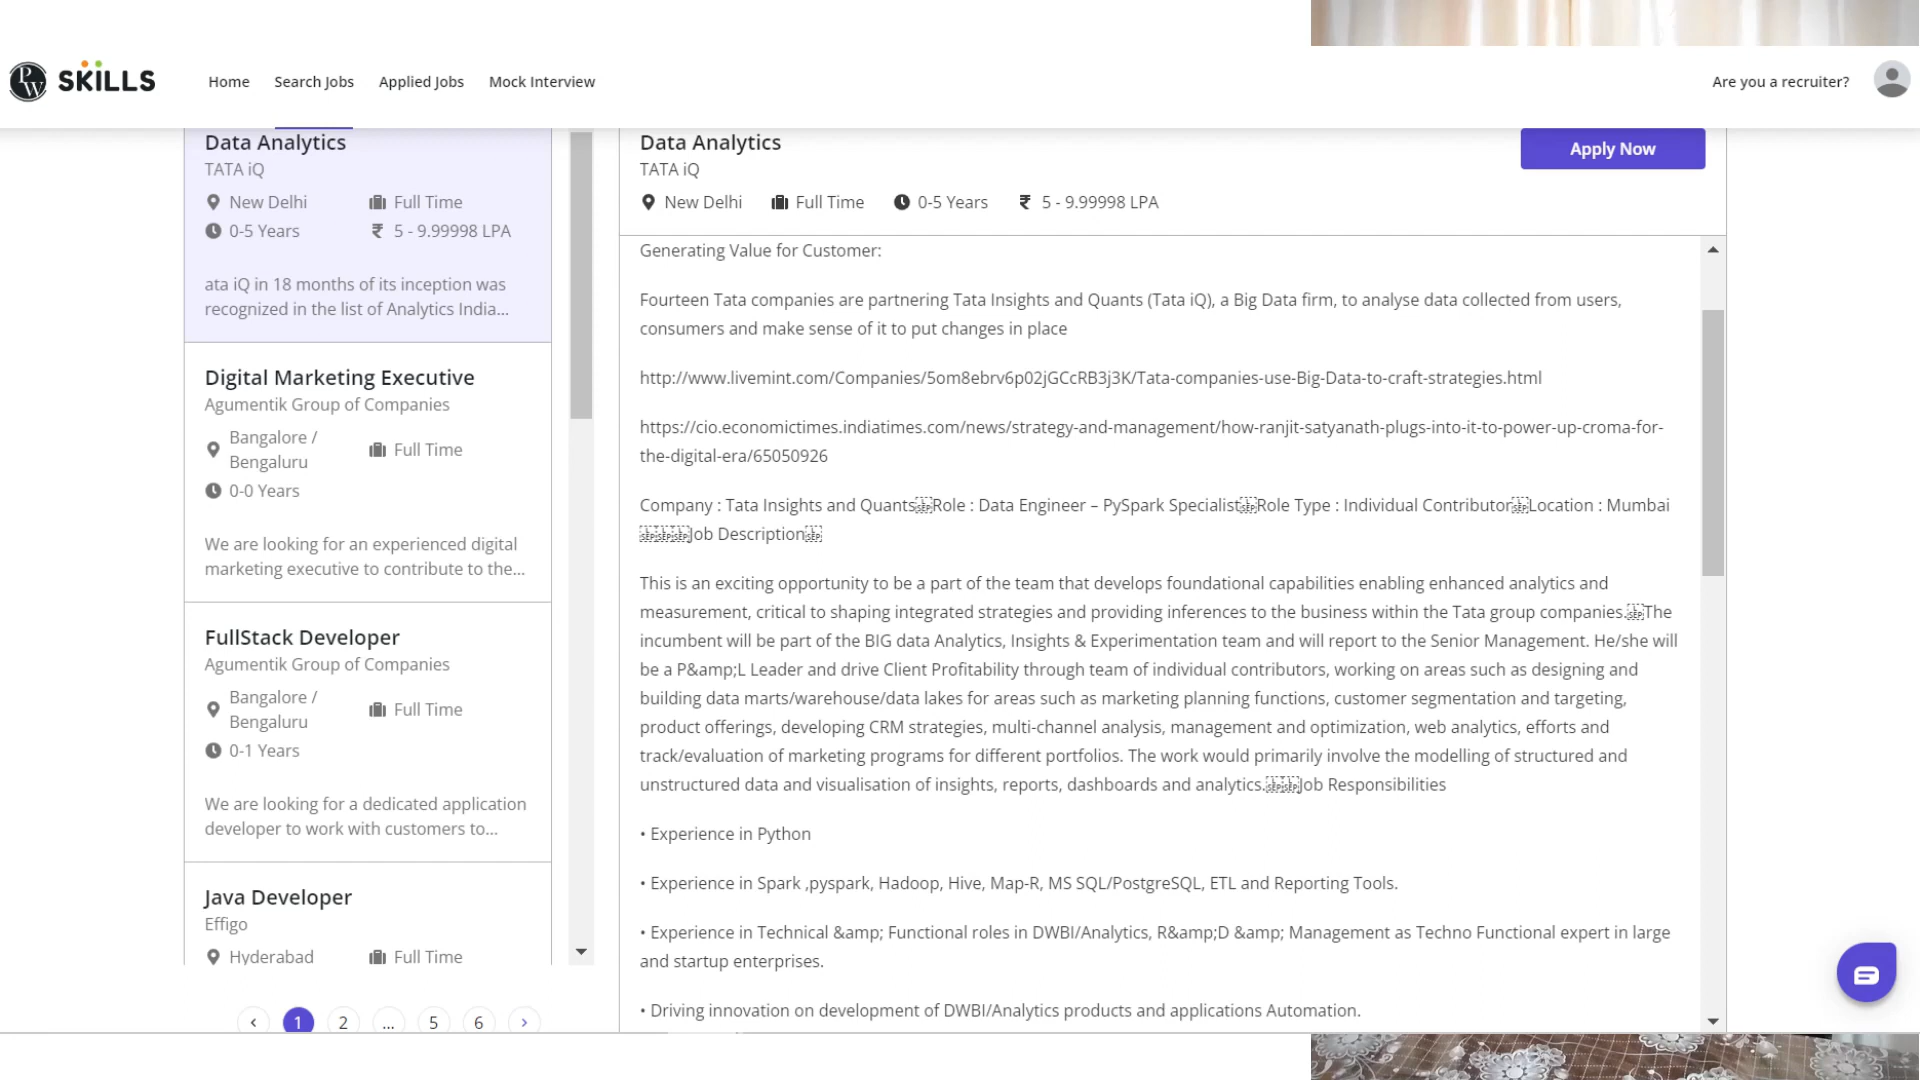 PW SKILLS
Home Search Jobs Applied Jobs Mock Interview
Are you a recruiter?
Data Analytics
TATA iQ
New Delhi Full Time
0-5 Years ₹ 5 - 9.99998 LPA
ata iQ in 18 months of its inception was
recognized in the list of Analytics India...
Digital Marketing Executive
Agumentik Group of Companies
Bangalore /
Bengaluru
Full Time
0-0 Years
We are looking for an experienced digital
marketing executive to contribute to the...
FullStack Developer
Agumentik Group of Companies
Bangalore /
Bengaluru
Full Time
0-1 Years
We are looking for a dedicated application
developer to work with customers to...
Java Developer
Effigo
Hyderabad Full Time
‹ 1 2 ... 5 6 ›
Data Analytics
TATA iQ
New Delhi Full Time 0-5 Years ₹ 5 - 9.99998 LPA
Apply Now
Generating Value for Customer:
Fourteen Tata companies are partnering Tata Insights and Quants (Tata iQ), a Big Data firm, to analyse data collected from users,
consumers and make sense of it to put changes in place
http://www.livemint.com/Companies/5om8ebrv6p02jGCcRB3j3K/Tata-companies-use-Big-Data-to-craft-strategies.html
https://cio.economictimes.indiatimes.com/news/strategy-and-management/how-ranjit-satyanath-plugs-into-it-to-power-up-croma-for-
the-digital-era/65050926
Company : Tata Insights and Quants Role : Data Engineer – PySpark Specialist Role Type : Individual Contributor Location : Mumbai
Job Description
This is an exciting opportunity to be a part of the team that develops foundational capabilities enabling enhanced analytics and
measurement, critical to shaping integrated strategies and providing inferences to the business within the Tata group companies. The
incumbent will be part of the BIG data Analytics, Insights & Experimentation team and will report to the Senior Management. He/she will
be a P&amp;L Leader and drive Client Profitability through team of individual contributors, working on areas such as designing and
building data marts/warehouse/data lakes for areas such as marketing planning functions, customer segmentation and targeting,
product offerings, developing CRM strategies, multi-channel analysis, management and optimization, web analytics, efforts and
track/evaluation of marketing programs for different portfolios. The work would primarily involve the modelling of structured and
unstructured data and visualisation of insights, reports, dashboards and analytics. Job Responsibilities
• Experience in Python
• Experience in Spark ,pyspark, Hadoop, Hive, Map-R, MS SQL/PostgreSQL, ETL and Reporting Tools.
• Experience in Technical &amp; Functional roles in DWBI/Analytics, R&amp;D &amp; Management as Techno Functional expert in large
and startup enterprises.
• Driving innovation on development of DWBI/Analytics products and applications Automation.